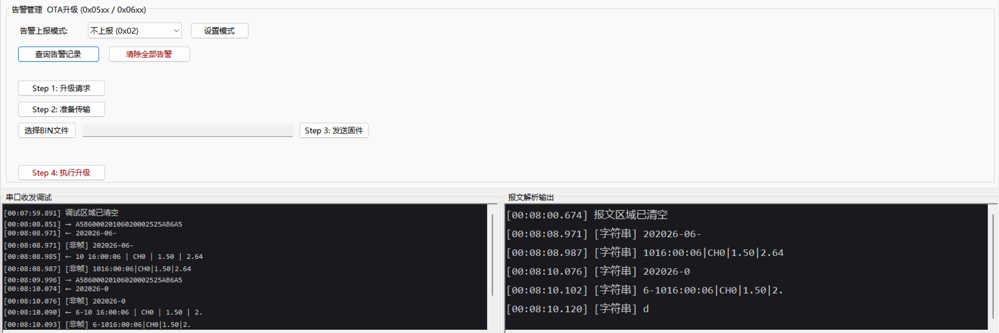 告警管理 OTA升级 (0x05xx / 0x06xx)
告警上报模式: 不上报 (0x02) 设置模式
查询告警记录 清除全部告警
Step 1: 升级请求
Step 2: 准备传输
选择BIN文件 Step 3: 发送固件
Step 4: 执行升级
串口收发调试
[00:07:59.891] 调试区域已清空
[00:08:08.851] → A5B600020106020002525AB6A5
[00:08:08.971] ← 202026-06-
[00:08:08.971] [非帧] 202026-06-
[00:08:08.985] ← 10 16:00:06 | CH0 | 1.50 | 2.64
[00:08:08.987] [非帧] 1016:00:06|CH0|1.50|2.64
[00:08:09.996] → A5B600020106020002525AB6A5
[00:08:10.074] ← 202026-0
[00:08:10.076] [非帧] 202026-0
[00:08:10.090] ← 6-10 16:00:06 | CH0 | 1.50 | 2.
[00:08:10.093] [非帧] 6-1016:00:06|CH0|1.50|2.
报文解析输出
[00:08:00.674] 报文区域已清空
[00:08:08.971] [字符串] 202026-06-
[00:08:08.987] [字符串] 1016:00:06|CH0|1.50|2.64
[00:08:10.076] [字符串] 202026-0
[00:08:10.102] [字符串] 6-1016:00:06|CH0|1.50|2.
[00:08:10.120] [字符串] d